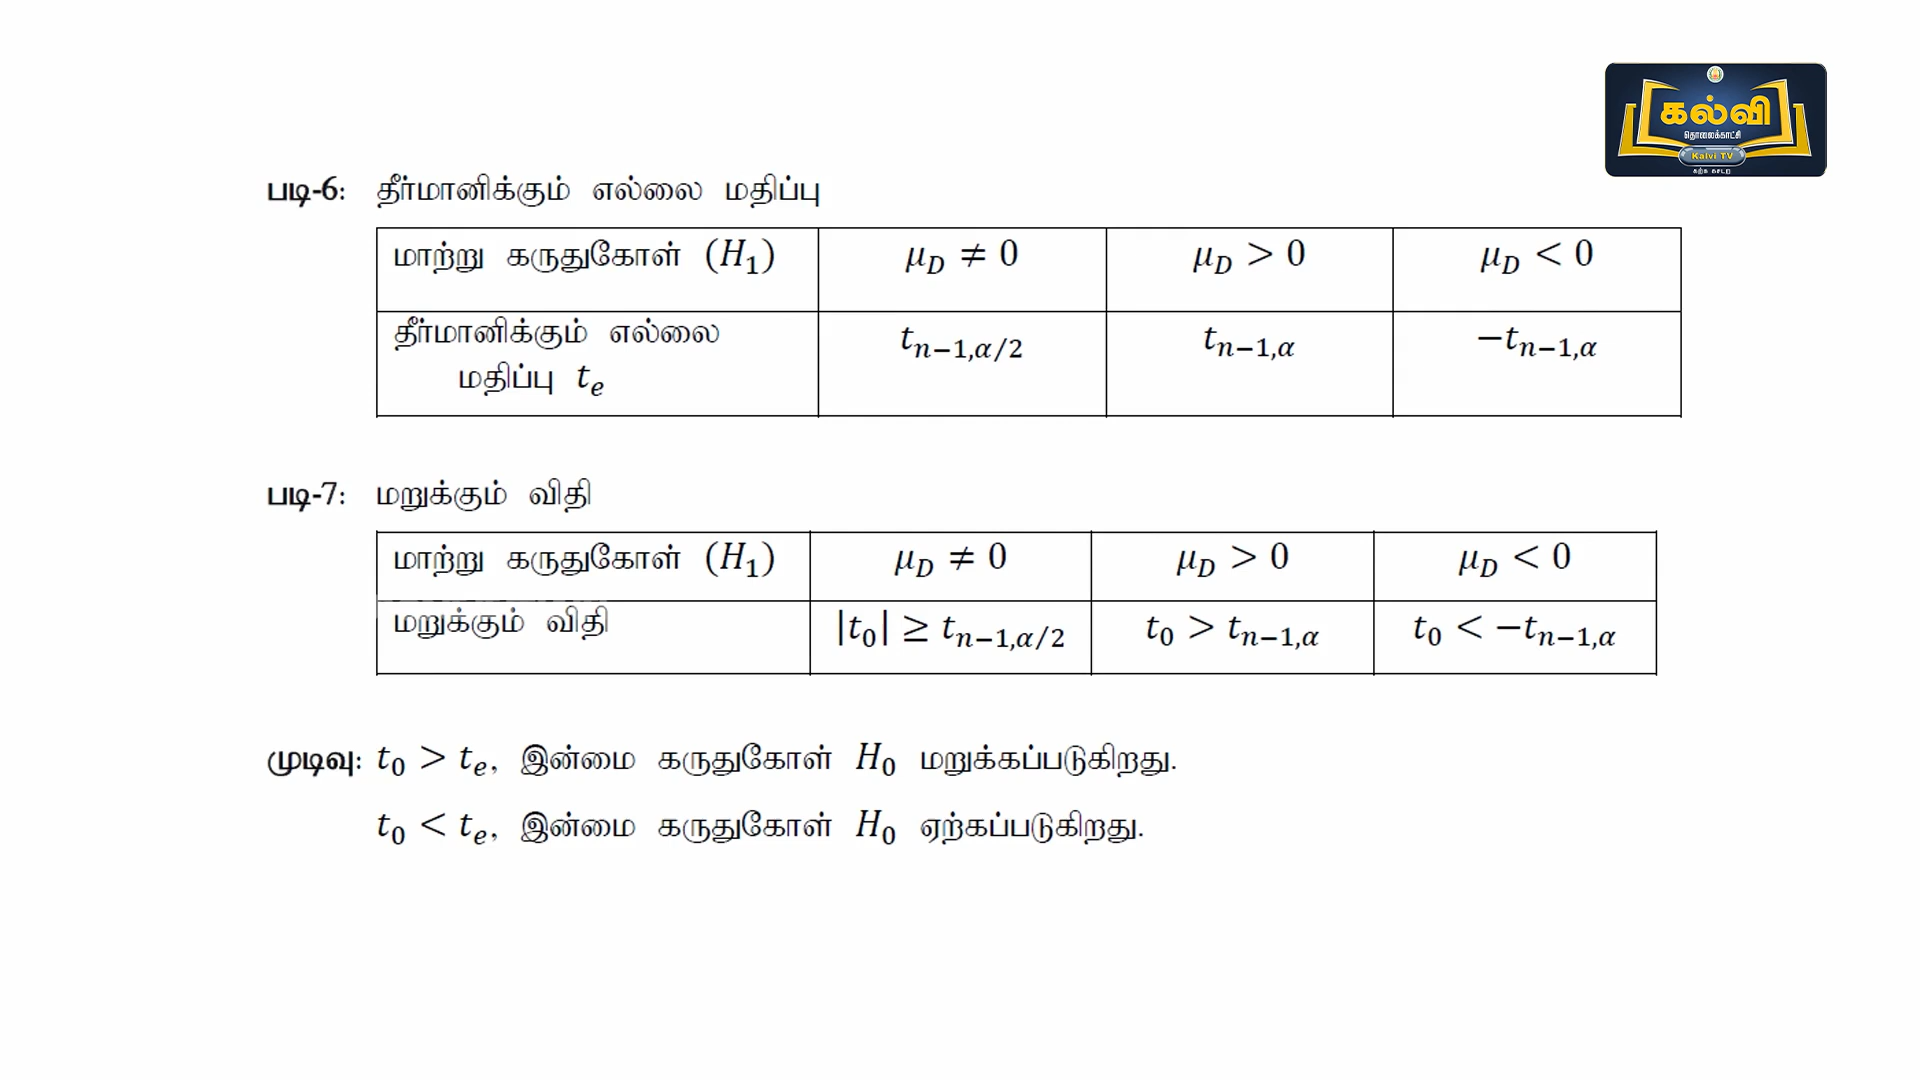 கல்வி
தொலைக்காட்சி
Kalvi TV
கற்க கசடற
படி-6: தீர்மானிக்கும் எல்லை மதிப்பு
மாற்று கருதுகோள் (H₁) μ_D ≠ 0 μ_D > 0 μ_D < 0
தீர்மானிக்கும் எல்லை t_{n−1,α/2} t_{n−1,α} −t_{n−1,α}
மதிப்பு t_e
படி-7: மறுக்கும் விதி
மாற்று கருதுகோள் (H₁) μ_D ≠ 0 μ_D > 0 μ_D < 0
மறுக்கும் விதி |t₀| ≥ t_{n−1,α/2} t₀ > t_{n−1,α} t₀ < −t_{n−1,α}
முடிவு: t₀ > t_e, இன்மை கருதுகோள் H₀ மறுக்கப்படுகிறது.
t₀ < t_e, இன்மை கருதுகோள் H₀ ஏற்கப்படுகிறது.